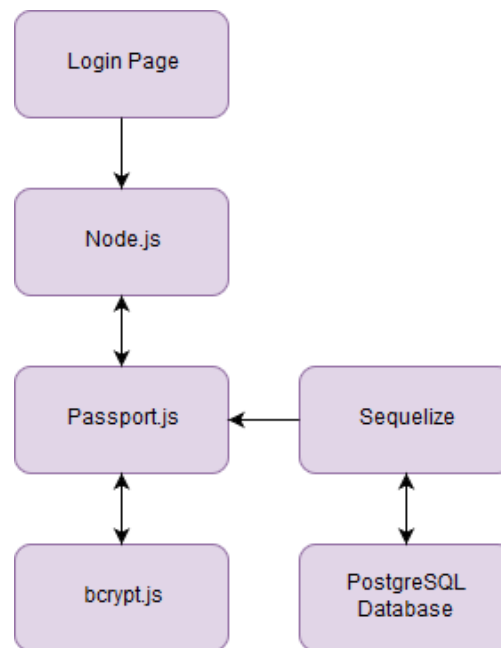 Login Page
Node.js
Passport.js
Sequelize
bcrypt.js
PostgreSQL
Database